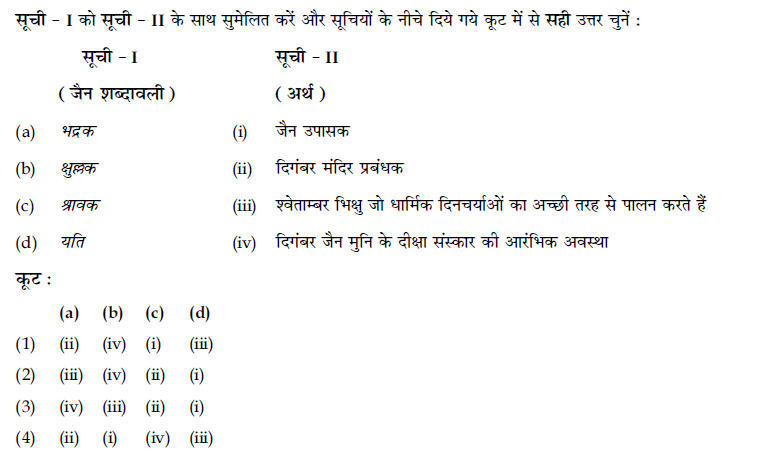 सूची - I को सूची - II के साथ सुमेलित करें और सूचियों के नीचे दिये गये कूट में से सही उत्तर चुनें :
सूची - I सूची - II
( जैन शब्दावली ) ( अर्थ )
(a) भद्रक (i) जैन उपासक
(b) क्षुल्लक (ii) दिगंबर मंदिर प्रबंधक
(c) श्रावक (iii) श्वेताम्बर भिक्षु जो धार्मिक दिनचर्याओं का अच्छी तरह से पालन करते हैं
(d) यति (iv) दिगंबर जैन मुनि के दीक्षा संस्कार की आरंभिक अवस्था
कूट :
(a) (b) (c) (d)
(1) (ii) (iv) (i) (iii)
(2) (iii) (iv) (ii) (i)
(3) (iv) (iii) (ii) (i)
(4) (ii) (i) (iv) (iii)